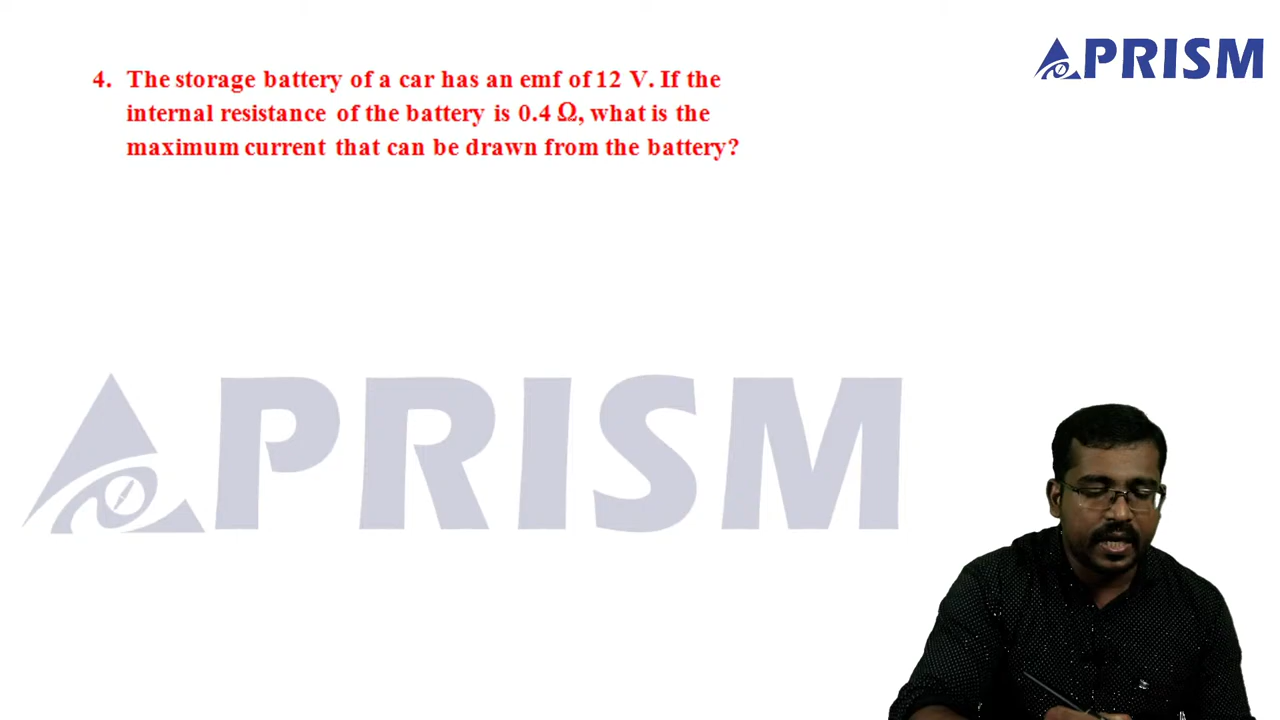 PRISM
4. The storage battery of a car has an emf of 12 V. If the
internal resistance of the battery is 0.4 Ω, what is the
maximum current that can be drawn from the battery?
PRISM